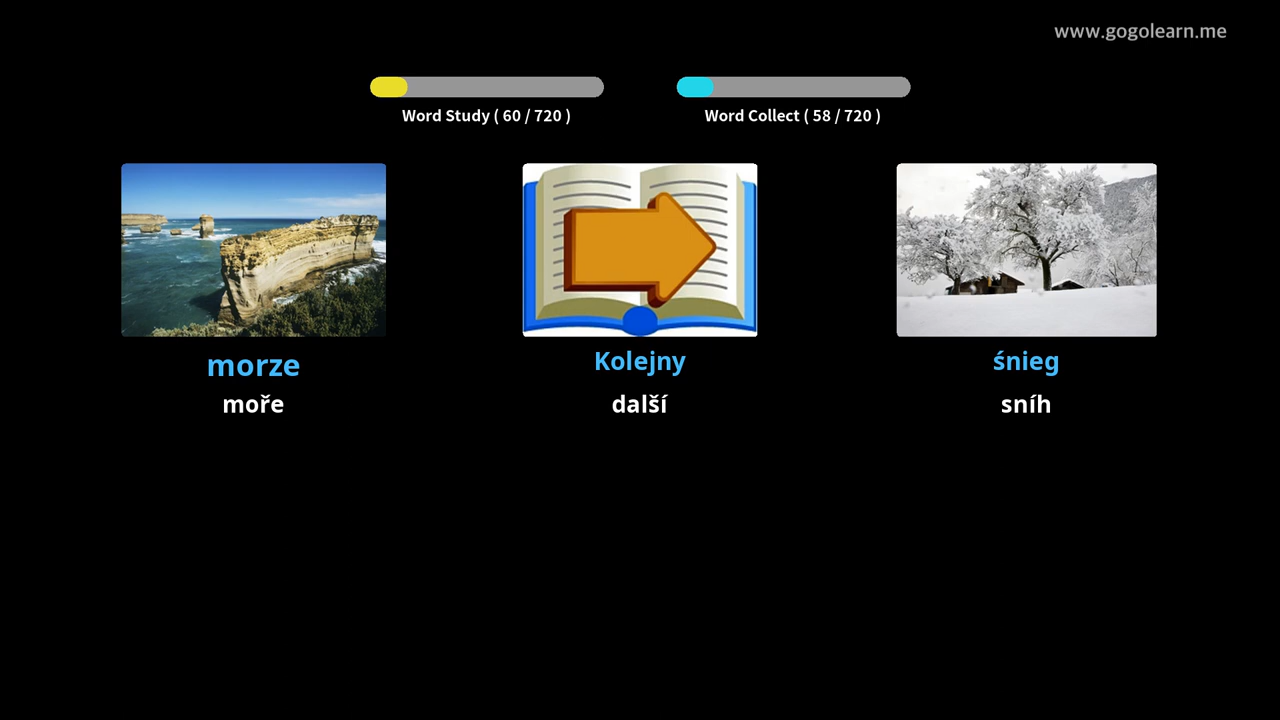 www.gogolearn.me
Word Study ( 60 / 720 )
Word Collect ( 58 / 720 )
morze
Kolejny
śnieg
moře
další
sníh